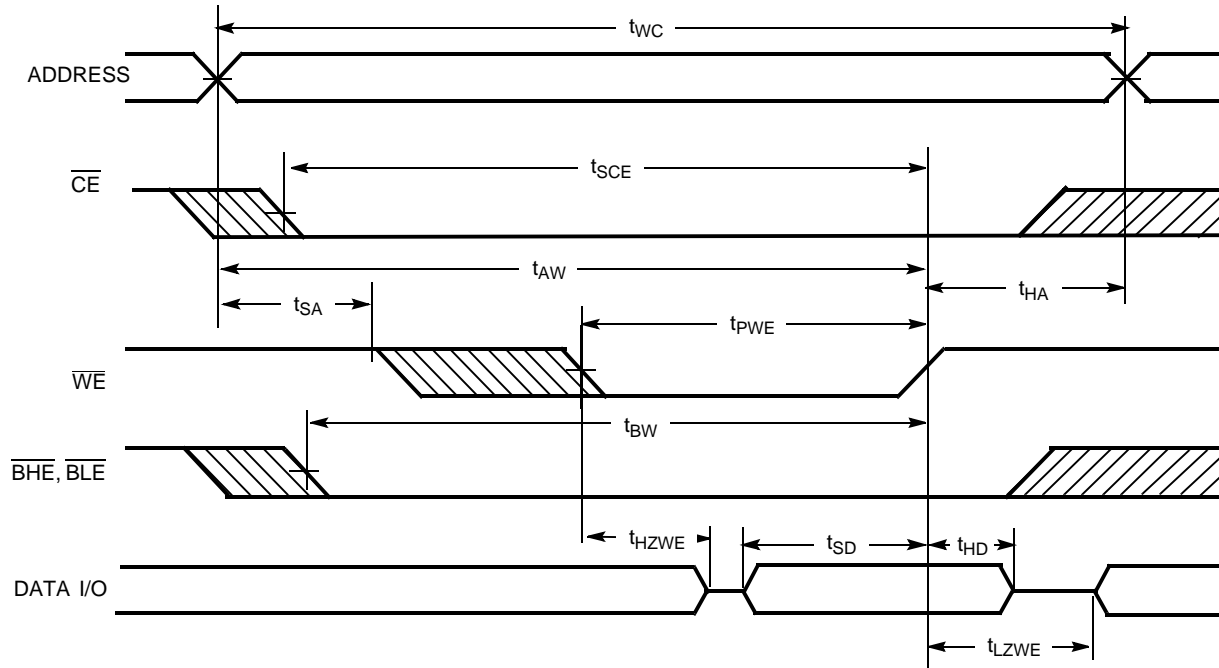 tWC
ADDRESS
tSCE
CE
tAW
tSA
tHA
tPWE
WE
tBW
BHE, BLE
tHZWE
tSD
tHD
DATA I/O
tLZWE